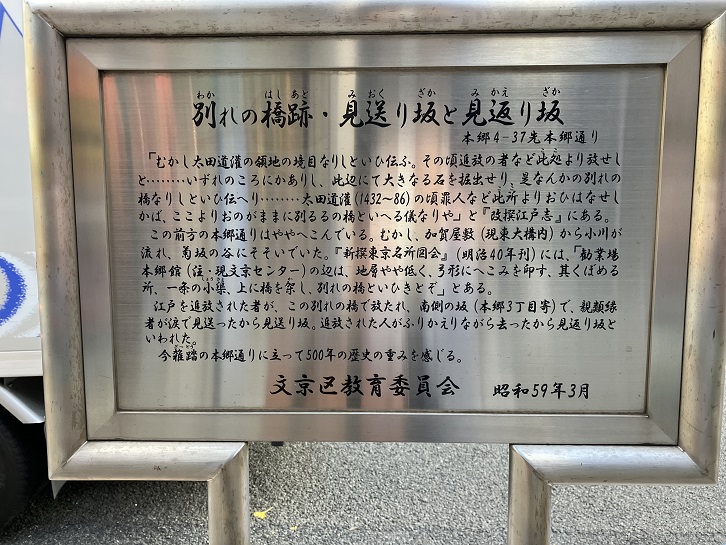 わか はしあと みおく ざか みかえ ざか
別れの橋跡・見送り坂と見返り坂
本郷4-37先本郷通り
「むかし太田道灌の領地の境目なりしといひ伝ふ。その頃追放の者など此処より放せし
と………いずれのころにかありし、此辺にて大きなる石を掘出せり、是なんかの別れの
橋なりしといひ伝へり………太田道灌(1432～86)の頃罪人など此所よりおひはなせし
かば、ここよりおのがままに別るるの橋といへる儀なりや」と『改撰江戸志』にある。
この前方の本郷通りはややへこんでいる。むかし、加賀屋敷(現東大構内)から小川が
流れ、菊坂の谷にそそいでいた。『新撰東京名所図会』(明治40年刊)には、「勧業場
本郷館(注・現文京センター)の辺は、地層やや低く、弓形にへこみを印す、其くぼめる
所、一条の小渠、上に橋を架し、別れの橋といひきとぞ」とある。
江戸を追放された者が、この別れの橋で放たれ、南側の坂(本郷3丁目寄)で、親類縁
者が涙で見送ったから見送り坂。追放された人がふりかえりながら去ったから見返り坂と
いわれた。
今雑踏の本郷通りに立って500年の歴史の重みを感じる。
文京区教育委員会 昭和59年3月